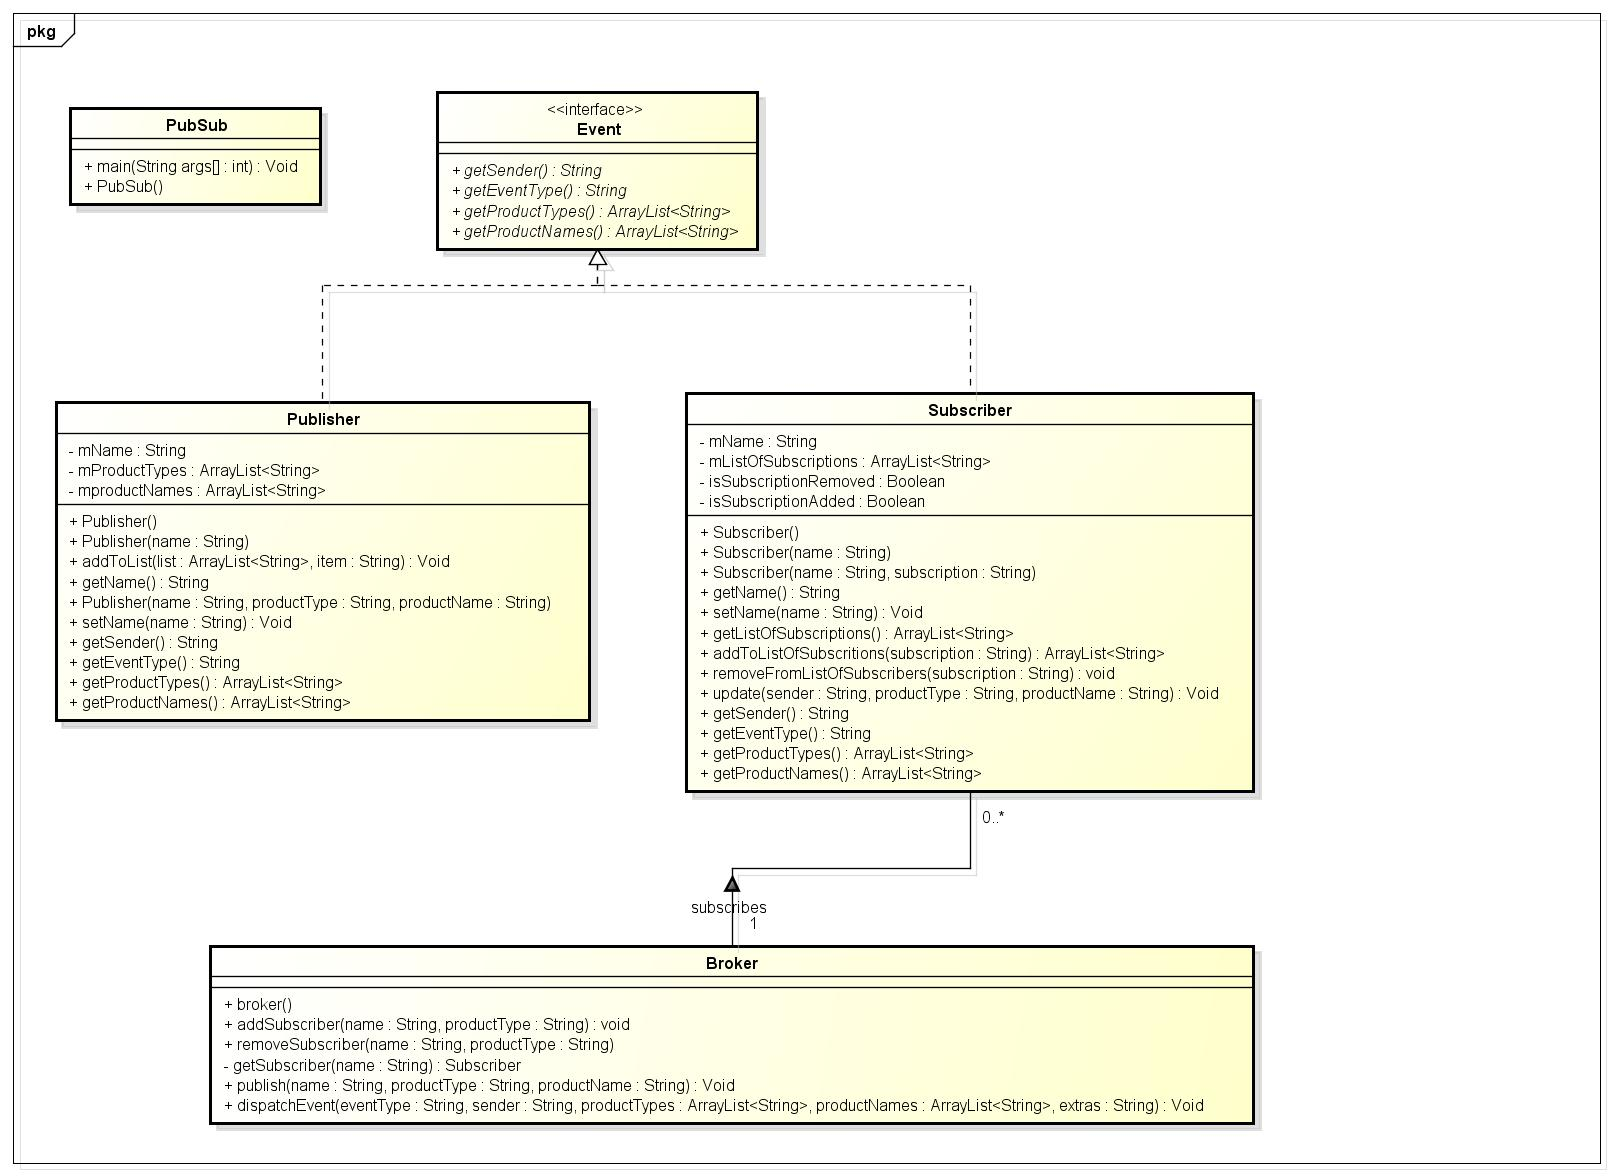 pkg
PubSub
+ main(String args[] : int) : Void
+ PubSub()
<<interface>>
Event
+ getSender() : String
+ getEventType() : String
+ getProductTypes() : ArrayList<String>
+ getProductNames() : ArrayList<String>
Publisher
- mName : String
- mProductTypes : ArrayList<String>
- mproductNames : ArrayList<String>
+ Publisher()
+ Publisher(name : String)
+ addToList(list : ArrayList<String>, item : String) : Void
+ getName() : String
+ Publisher(name : String, productType : String, productName : String)
+ setName(name : String) : Void
+ getSender() : String
+ getEventType() : String
+ getProductTypes() : ArrayList<String>
+ getProductNames() : ArrayList<String>
Subscriber
- mName : String
- mListOfSubscriptions : ArrayList<String>
- isSubscriptionRemoved : Boolean
- isSubscriptionAdded : Boolean
+ Subscriber()
+ Subscriber(name : String)
+ Subscriber(name : String, subscription : String)
+ getName() : String
+ setName(name : String) : Void
+ getListOfSubscriptions() : ArrayList<String>
+ addToListOfSubscritions(subscription : String) : ArrayList<String>
+ removeFromListOfSubscribers(subscription : String) : void
+ update(sender : String, productType : String, productName : String) : Void
+ getSender() : String
+ getEventType() : String
+ getProductTypes() : ArrayList<String>
+ getProductNames() : ArrayList<String>
0..*
subscribes
1
Broker
+ broker()
+ addSubscriber(name : String, productType : String) : void
+ removeSubscriber(name : String, productType : String)
- getSubscriber(name : String) : Subscriber
+ publish(name : String, productType : String, productName : String) : Void
+ dispatchEvent(eventType : String, sender : String, productTypes : ArrayList<String>, productNames : ArrayList<String>, extras : String) : Void